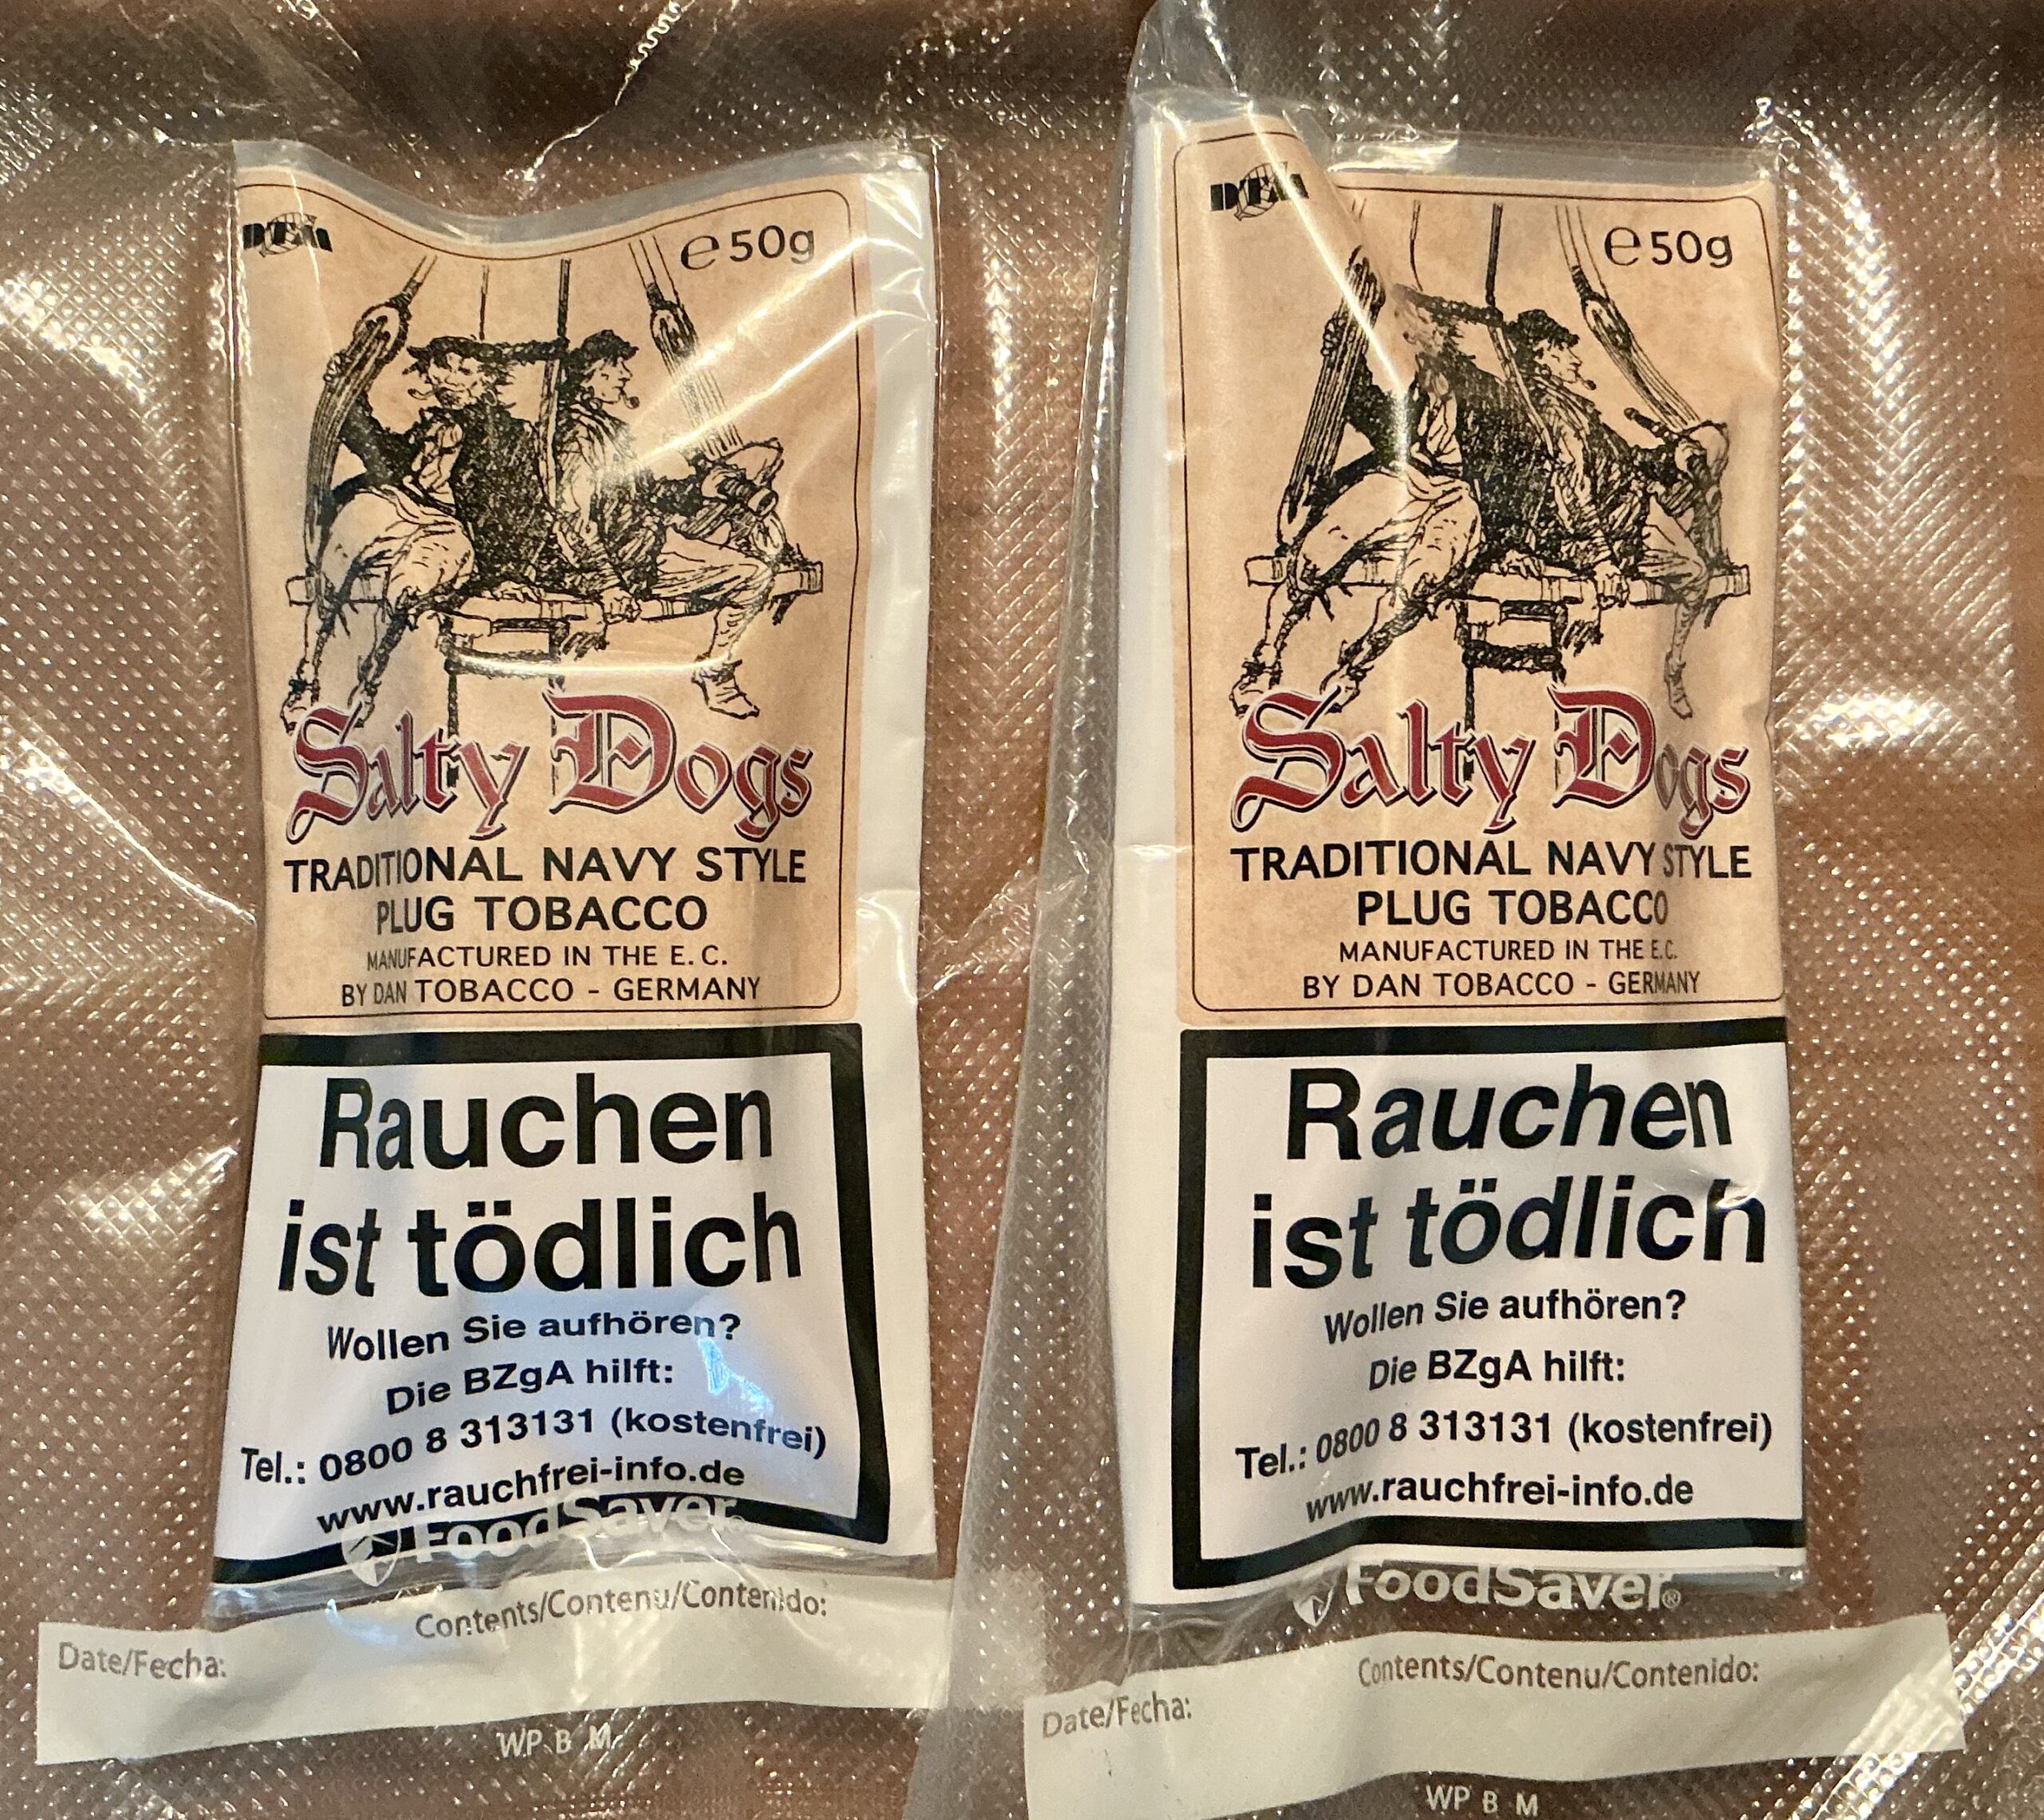 DTM
e50g
Salty Dogs
TRADITIONAL NAVY STYLE
PLUG TOBACCO
MANUFACTURED IN THE E.C.
BY DAN TOBACCO - GERMANY
Rauchen
ist tödlich
Wollen Sie aufhören?
Die BZgA hilft:
Tel.: 0800 8 313131 (kostenfrei)
www.rauchfrei-info.de
FoodSaver®
Contents/Contenu/Contenido:
Date/Fecha:
WP B M
DTM
e50g
Salty Dogs
TRADITIONAL NAVY STYLE
PLUG TOBACCO
MANUFACTURED IN THE E.C.
BY DAN TOBACCO - GERMANY
Rauchen
ist tödlich
Wollen Sie aufhören?
Die BZgA hilft:
Tel.: 0800 8 313131 (kostenfrei)
www.rauchfrei-info.de
FoodSaver®
Contents/Contenu/Contenido:
Date/Fecha:
WP B M